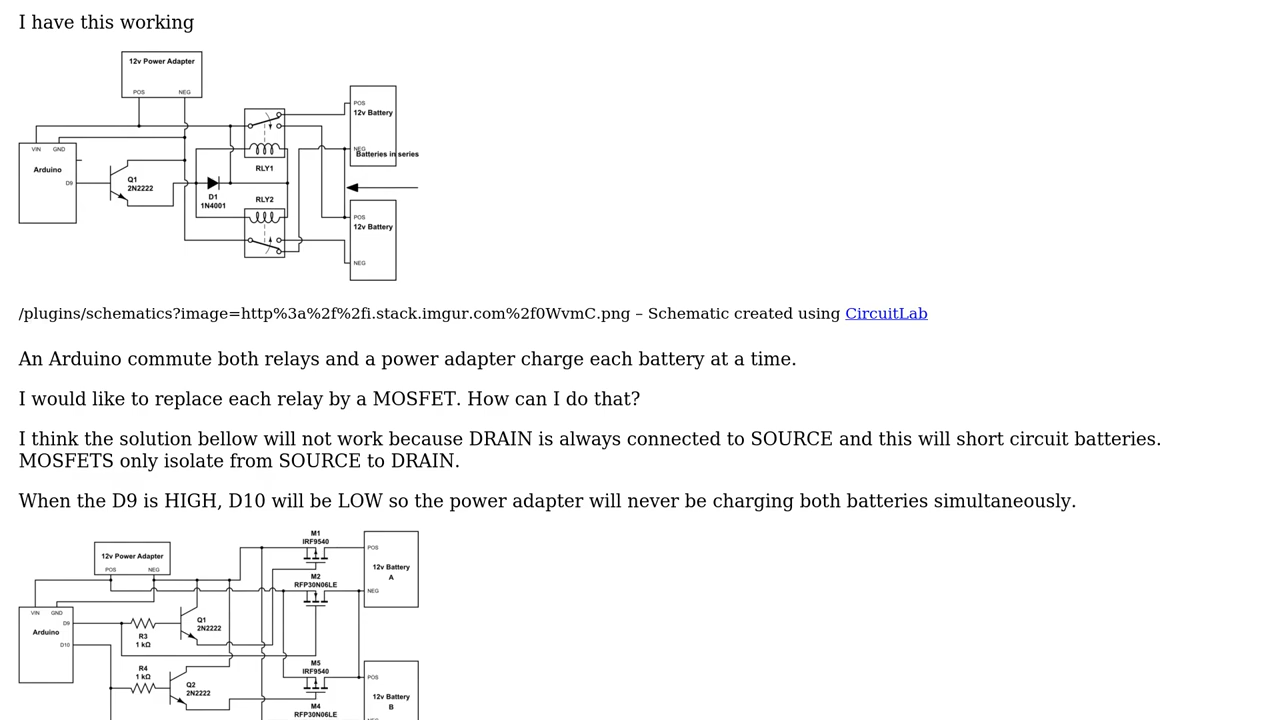 I have this working
12v Power Adapter
POS NEG
POS
12v Battery
NEG
Batteries in series
VIN GND
Arduino
D9
Q1
2N2222
RLY1
D1
1N4001
RLY2
POS
12v Battery
NEG
/plugins/schematics?image=http%3a%2f%2fi.stack.imgur.com%2f0WvmC.png – Schematic created using CircuitLab
An Arduino commute both relays and a power adapter charge each battery at a time.
I would like to replace each relay by a MOSFET. How can I do that?
I think the solution bellow will not work because DRAIN is always connected to SOURCE and this will short circuit batteries.
MOSFETS only isolate from SOURCE to DRAIN.
When the D9 is HIGH, D10 will be LOW so the power adapter will never be charging both batteries simultaneously.
M1
IRF9540
12v Power Adapter
POS NEG
POS
12v Battery
A
NEG
M2
RFP30N06LE
VIN GND
D9
Arduino
D10
R3
1 kΩ
Q1
2N2222
R4
1 kΩ
Q2
2N2222
M5
IRF9540
POS
12v Battery
B
M4
RFP30N06LE